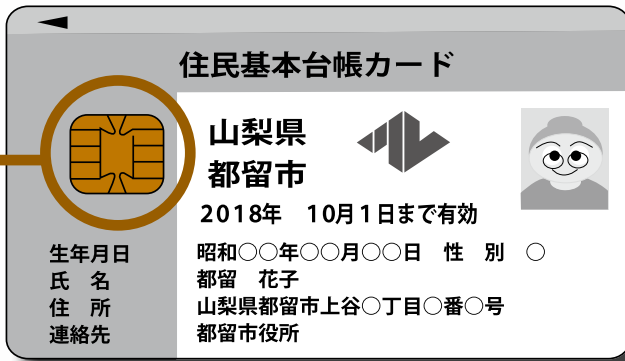 住民基本台帳カード
山梨県
都留市
2018年 10月1日まで有効
生年月日 昭和○○年○○月○○日 性 別 ○
氏 名 都留 花子
住 所 山梨県都留市上谷○丁目○番○号
連絡先 都留市役所